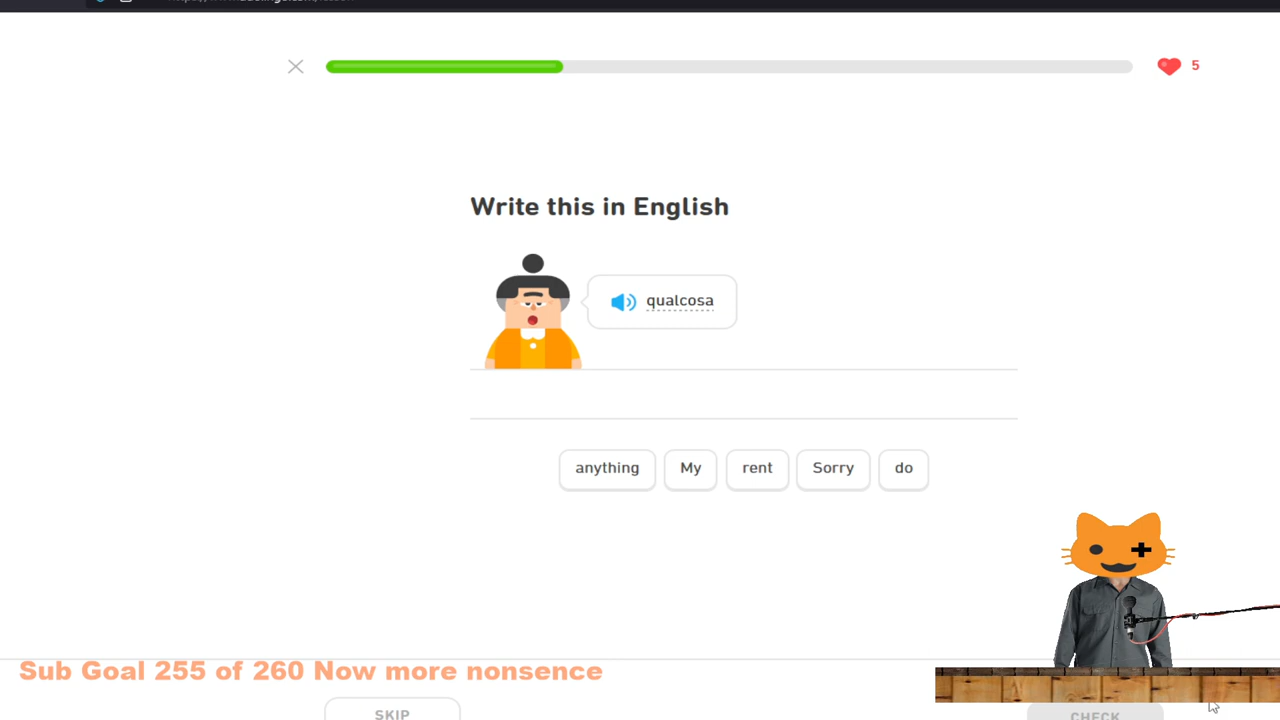 5
Write this in English
qualcosa
anything My rent Sorry do
Sub Goal 255 of 260 Now more nonsence
SKIP
CHECK